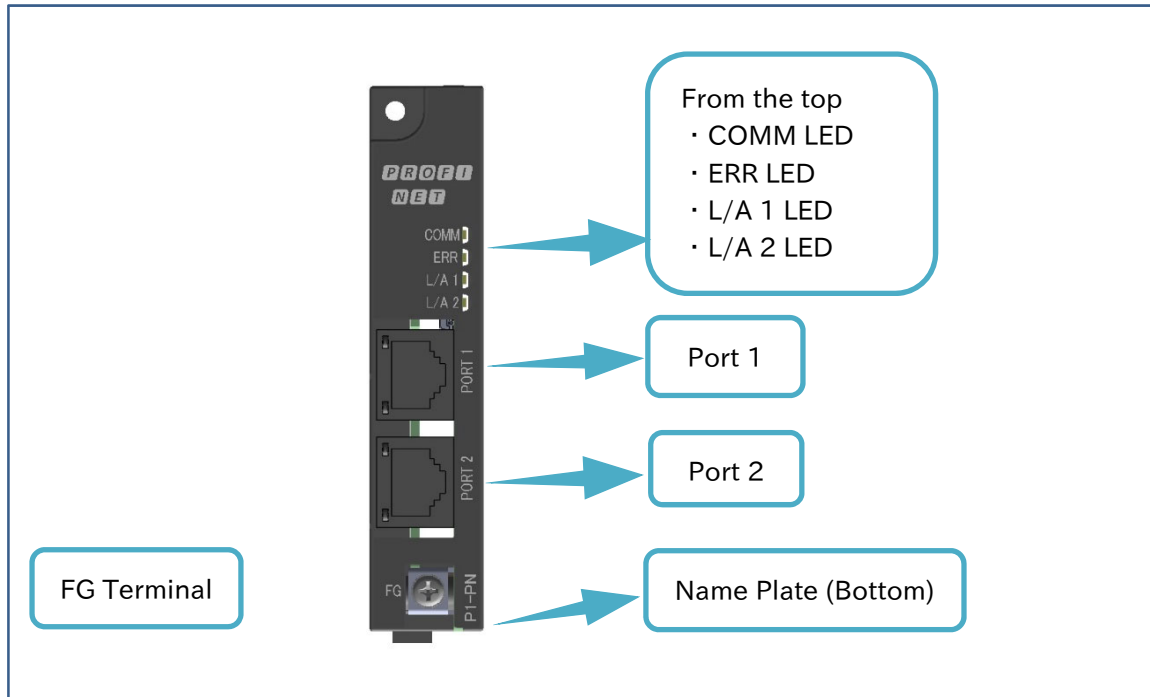 From the top
・COMM LED
・ERR LED
・L/A 1 LED
・L/A 2 LED
PROFI
NET
COMM
ERR
L/A 1
L/A 2
PORT 1
Port 1
PORT 2
Port 2
FG Terminal
FG
P1-PN
Name Plate (Bottom)